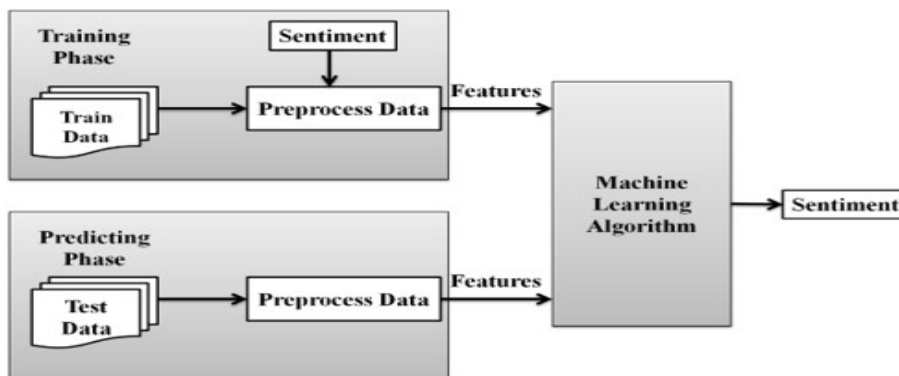 Training
Phase
Sentiment
Train
Data
Preprocess Data
Features
Predicting
Phase
Test
Data
Preprocess Data
Features
Machine
Learning
Algorithm
Sentiment